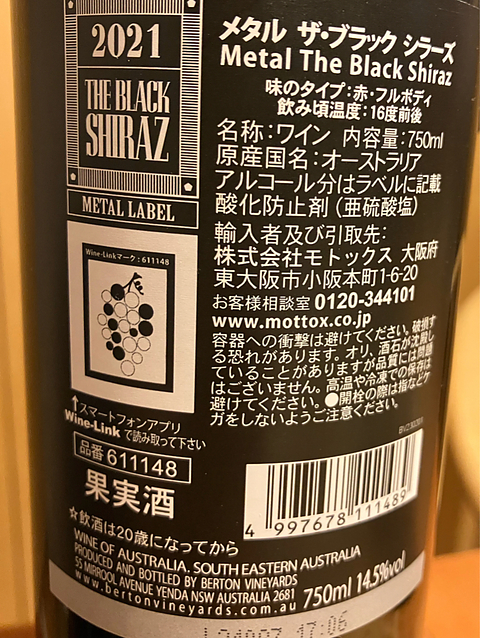 2021
THE BLACK
SHIRAZ
METAL LABEL
メタル ザ・ブラック シラーズ
Metal The Black Shiraz
味のタイプ:赤・フルボディ
飲み頃温度:16度前後
名称:ワイン 内容量:750ml
原産国名:オーストラリア
アルコール分はラベルに記載
酸化防止剤(亜硫酸塩)
輸入者及び引取先:
株式会社モトックス 大阪府
東大阪市小阪本町1-6-20
お客様相談室 0120-344101
www.mottox.co.jp
容器への衝撃は避けてください。破損す
る恐れがあります。オリ、酒石が沈殿し
ていることがありますが品質には問題
はございません。高温や冷凍での保存は
避けてください。●開栓の際は指などケ
ガをしないようご注意ください。
Wine-Linkマーク:611148
↑スマートフォンアプリ
Wine-Link で読み取って下さい
品番 611148
果実酒
4 997678 111489
☆飲酒は20歳になってから
WINE OF AUSTRALIA. SOUTH EASTERN AUSTRALIA
PRODUCED AND BOTTLED BY BERTON VINEYARDS
55 MIRROOL AVENUE YENDA NSW AUSTRALIA 2681
www.bertonvineyards.com.au
750ml 14.5%vol
17:06